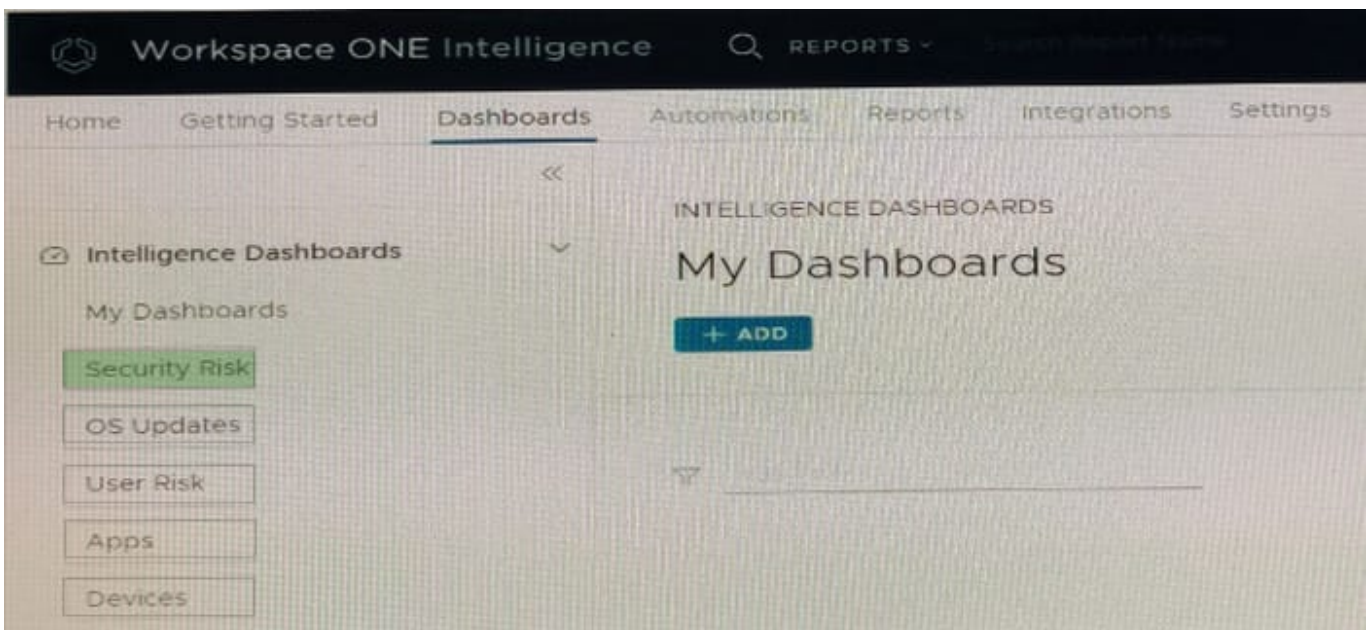 Workspace ONE Intelligence REPORTS
Home Getting Started Dashboards Automations Reports Integrations Settings
INTELLIGENCE DASHBOARDS
Intelligence Dashboards
My Dashboards
+ ADD
My Dashboards
Security Risk
OS Updates
User Risk
Apps
Devices